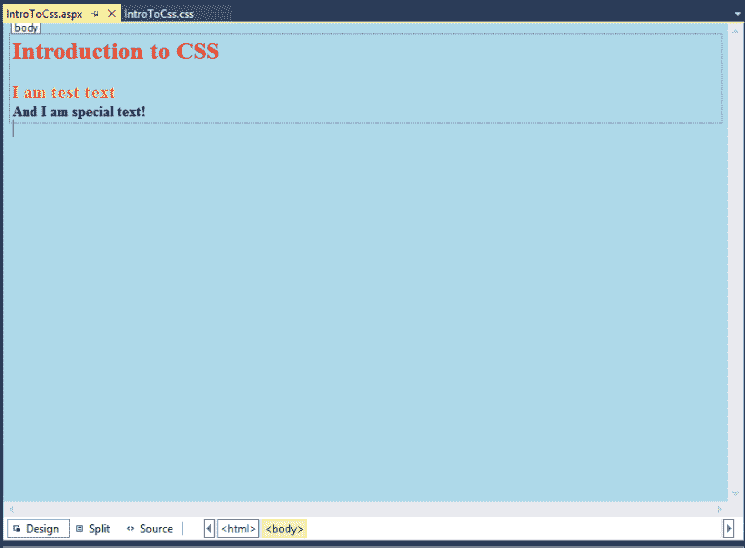 IntroToCss.aspx IntroToCss.css
body
Introduction to CSS
I am test text
And I am special text!
Design Split Source <html> <body>